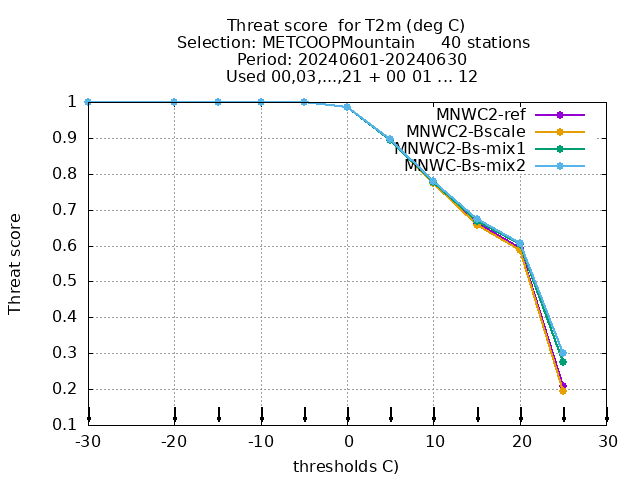 Threat score  for T2m (deg C)
Selection: METCOOPMountain     40 stations
Period: 20240601-20240630
Used 00,03,...,21 + 00 01 ... 12
MNWC2-ref
MNWC2-Bscale
MNWC2-Bs-mix1
MNWC-Bs-mix2
Threat score
1
0.9
0.8
0.7
0.6
0.5
0.4
0.3
0.2
0.1
-30 -20 -10 0 10 20 30
thresholds C)